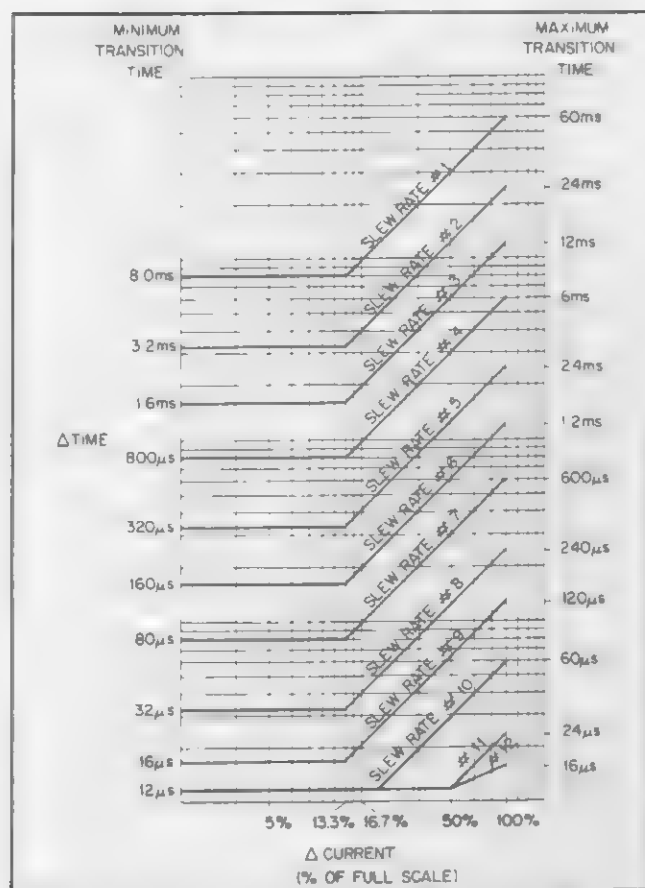 MINIMUM
TRANSITION
TIME
MAXIMUM
TRANSITION
TIME
60ms
24ms
12ms
6ms
2.4ms
1.2ms
600µs
240µs
120µs
60µs
24µs
16µs
8.0ms
3.2ms
1.6ms
Δ TIME
800µs
320µs
160µs
80µs
32µs
16µs
12µs
SLEW RATE #1
SLEW RATE #2
SLEW RATE #3
SLEW RATE #4
SLEW RATE #5
SLEW RATE #6
SLEW RATE #7
SLEW RATE #8
SLEW RATE #9
SLEW RATE #10
#11
#12
5% 13.3% 16.7% 50% 100%
Δ CURRENT
(% OF FULL SCALE)